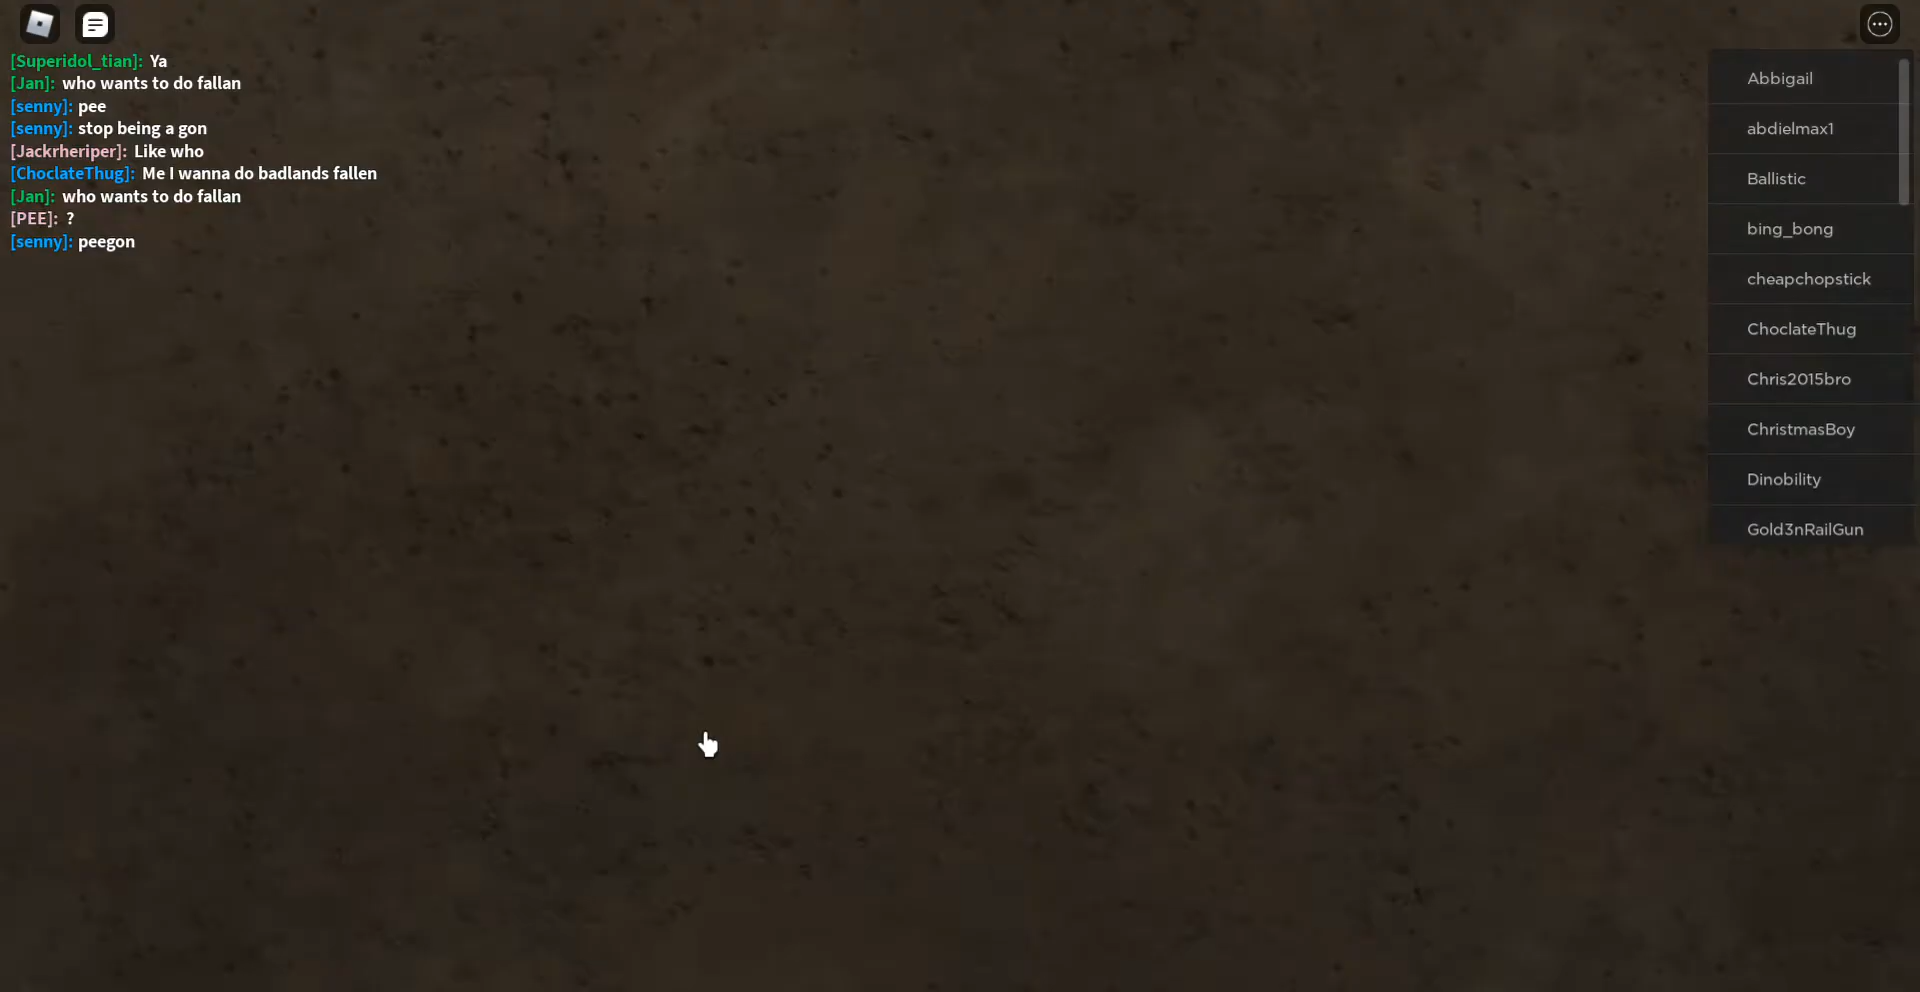 [Superidol_tian]: Ya
[Jan]: who wants to do fallan
[senny]: pee
[senny]: stop being a gon
[Jackrheriper]: Like who
[ChoclateThug]: Me I wanna do badlands fallen
[Jan]: who wants to do fallan
[PEE]: ?
[senny]: peegon
Abbigail
abdielmax1
Ballistic
bing_bong
cheapchopstick
ChoclateThug
Chris2015bro
ChristmasBoy
Dinobility
Gold3nRailGun